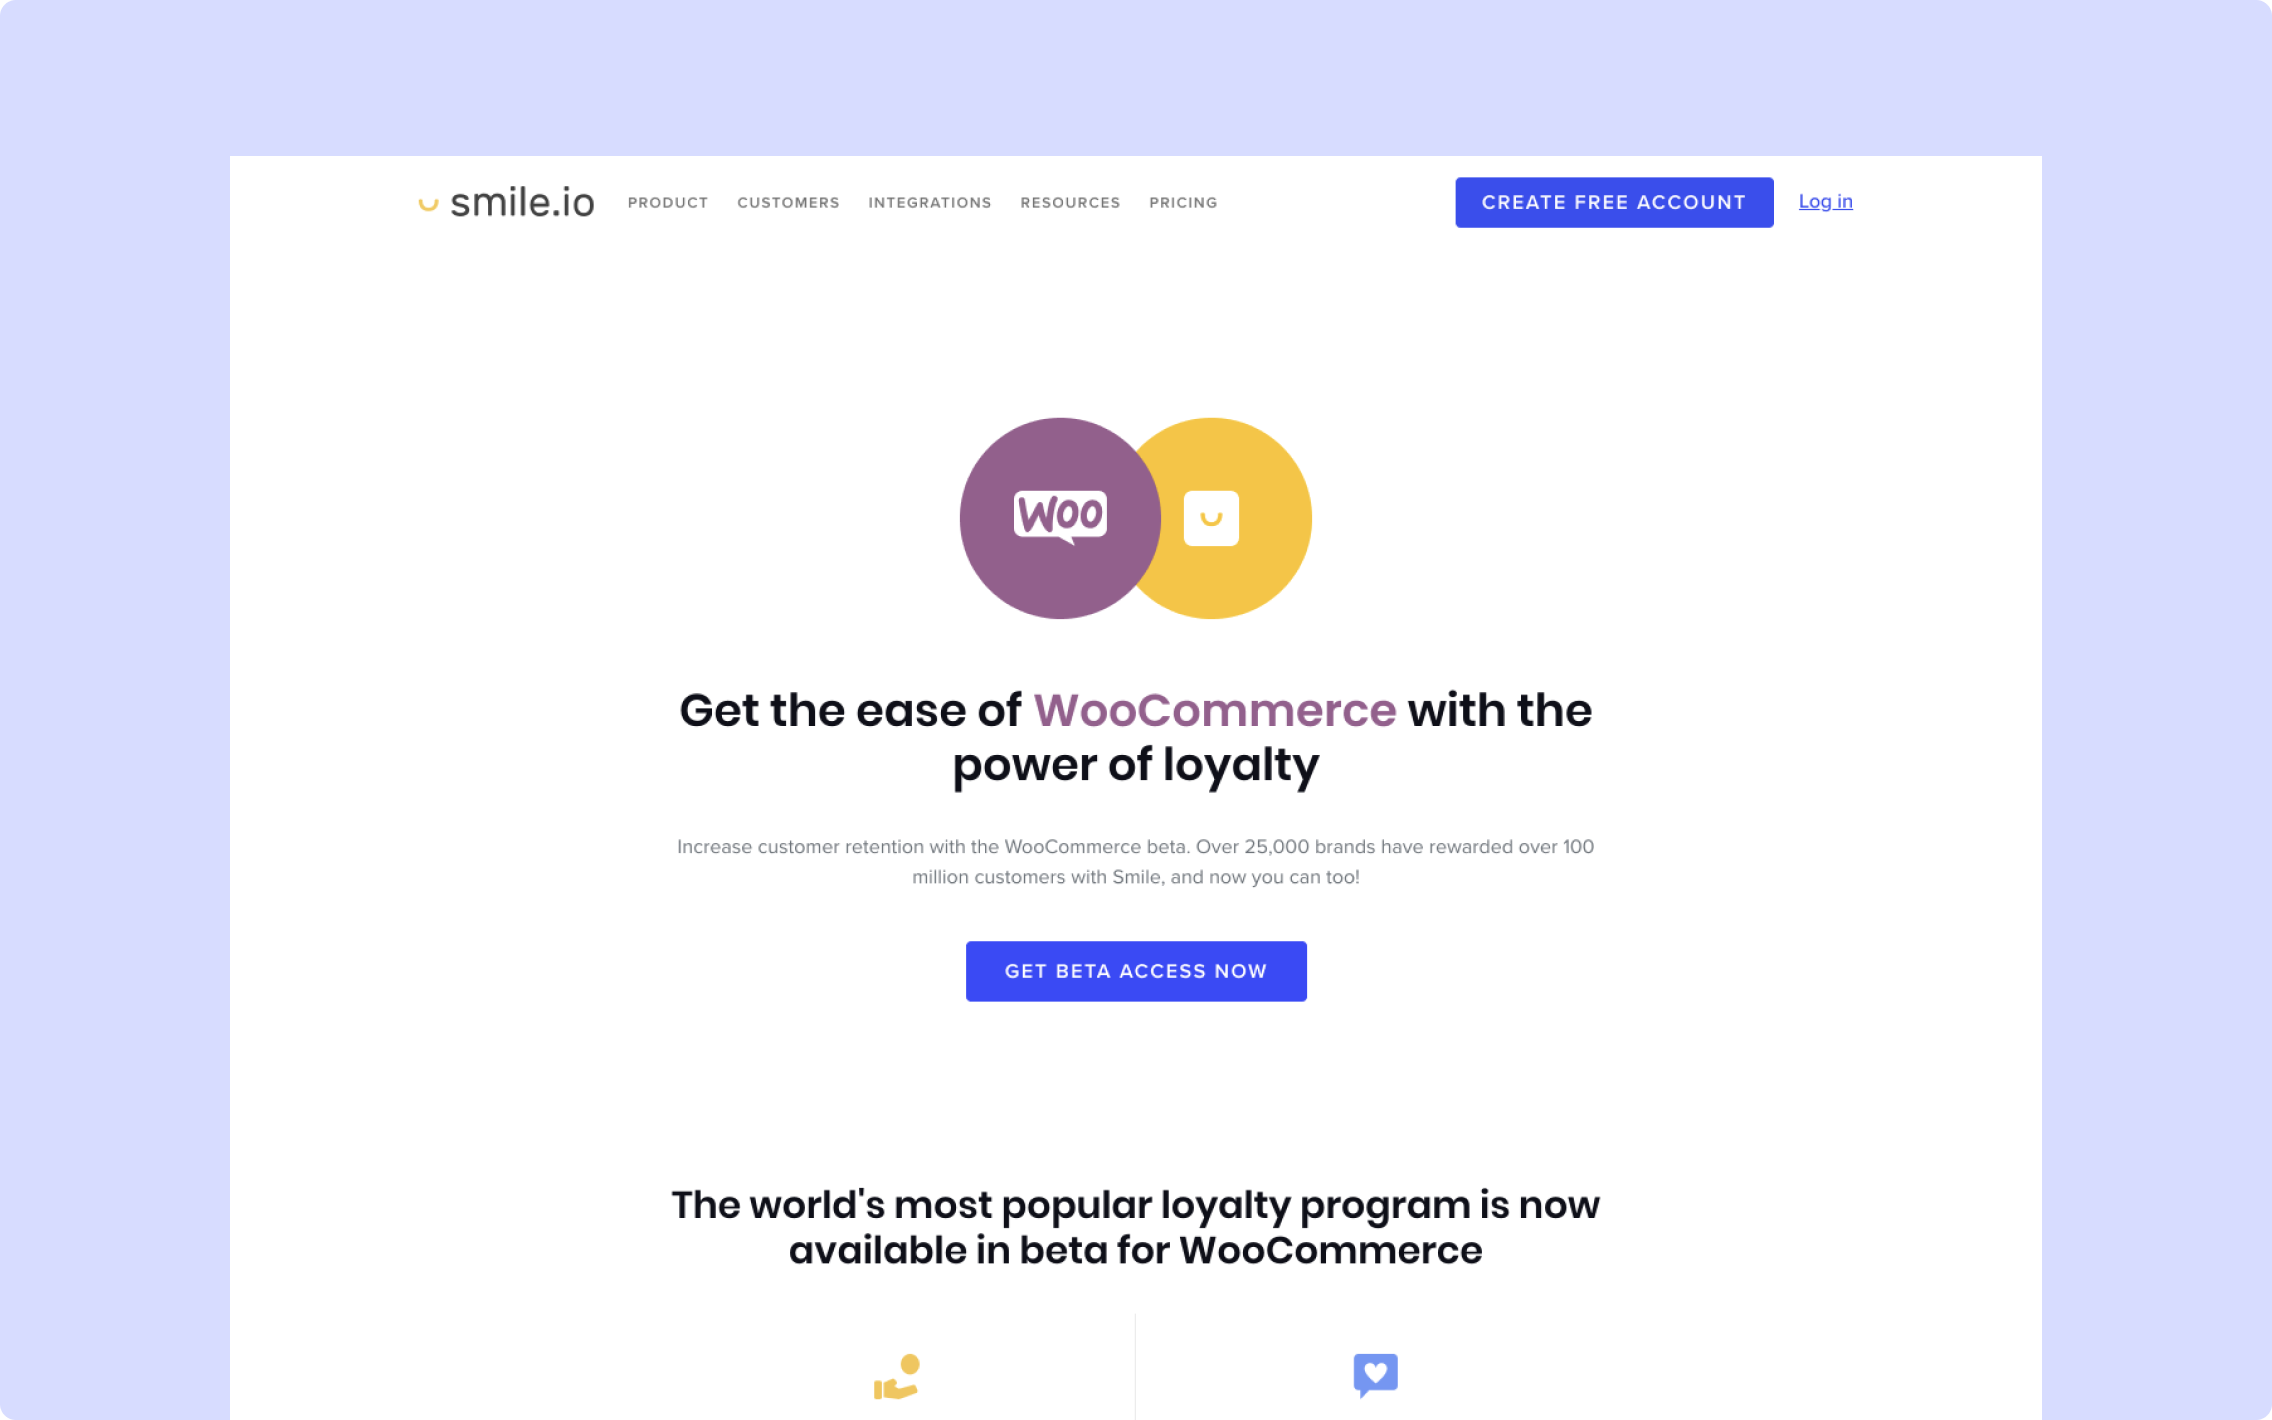 smile.io PRODUCT CUSTOMERS INTEGRATIONS RESOURCES PRICING CREATE FREE ACCOUNT Log in
Woo
Get the ease of WooCommerce with the
power of loyalty
Increase customer retention with the WooCommerce beta. Over 25,000 brands have rewarded over 100
million customers with Smile, and now you can too!
GET BETA ACCESS NOW
The world's most popular loyalty program is now
available in beta for WooCommerce